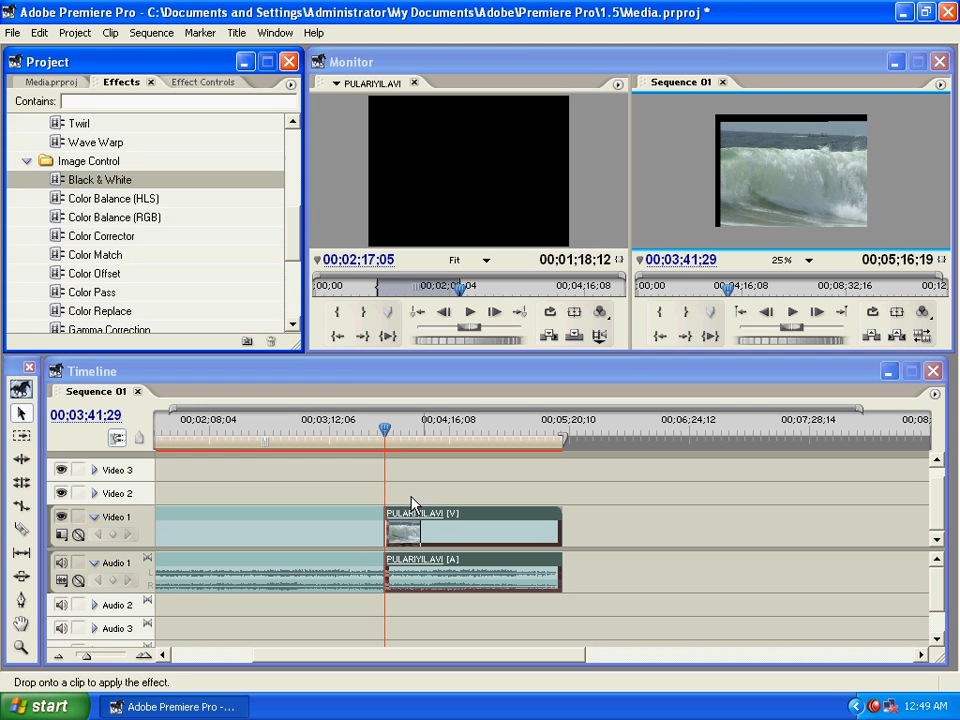 Adobe Premiere Pro - C:\Documents and Settings\Administrator\My Documents\Adobe\Premiere Pro\1.5\Media.prproj *
File Edit Project Clip Sequence Marker Title Window Help
Project
Media.prproj Effects Effect Controls
Contains:
Twirl
Wave Warp
Image Control
Black & White
Color Balance (HLS)
Color Balance (RGB)
Color Corrector
Color Match
Color Offset
Color Pass
Color Replace
Gamma Correction
Monitor
PULARIYIL.AVI
00;02;17;05 Fit 00;01;18;12
;00;00 00;04;16;08
Sequence 01
00;03;41;29 25% 00;05;16;19
;00;00 00;04;16;08 00;08;32;16 00;12
Timeline
Sequence 01
00;03;41;29
00;02;08;04 00;03;12;06 00;04;16;08 00;05;20;10 00;06;24;12 00;07;28;14 00;08;
Video 3
Video 2
Video 1
PULARIYIL.AVI [V]
Audio 1
PULARIYIL.AVI [A]
L
R
Audio 2
Audio 3
Drop onto a clip to apply the effect.
start
Adobe Premiere Pro -...
12:49 AM